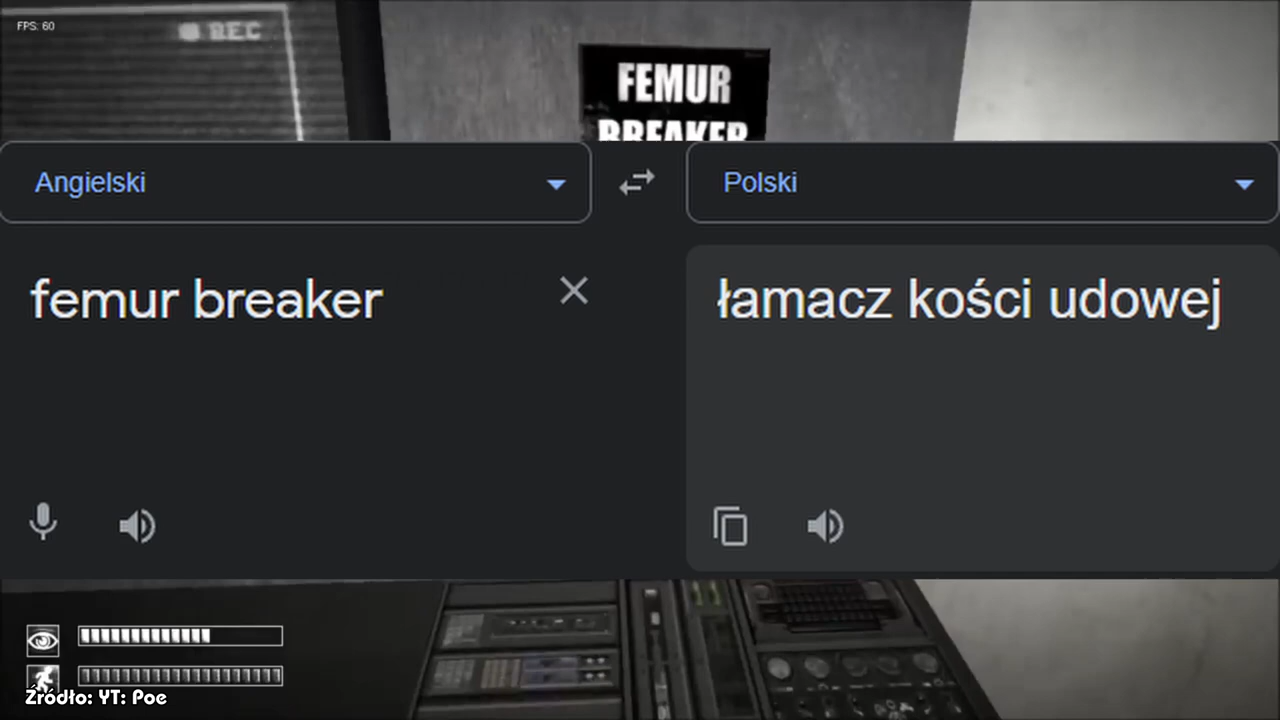 FPS: 60
REC
FEMUR
BREAKER
Angielski
Polski
femur breaker
łamacz kości udowej
Źródło: YT: Poe